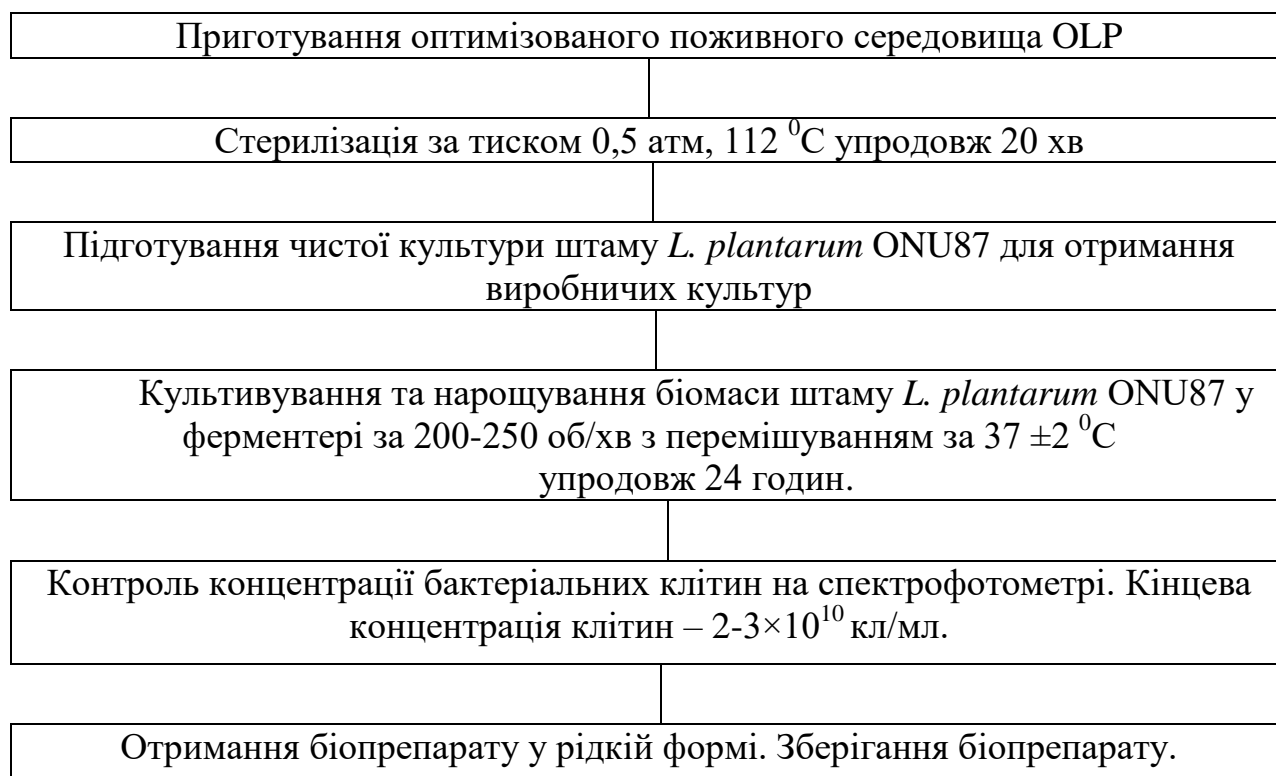 Приготування оптимізованого поживного середовища OLP
Стерилізація за тиском 0,5 атм, 112 ⁰С упродовж 20 хв
Підготування чистої культури штаму L. plantarum ONU87 для отримання
виробничих культур
Культивування та нарощування біомаси штаму L. plantarum ONU87 у
ферментері за 200-250 об/хв з перемішуванням за 37 ±2 ⁰С
упродовж 24 годин.
Контроль концентрації бактеріальних клітин на спектрофотометрі. Кінцева
концентрація клітин – 2-3×10¹⁰ кл/мл.
Отримання біопрепарату у рідкій формі. Зберігання біопрепарату.